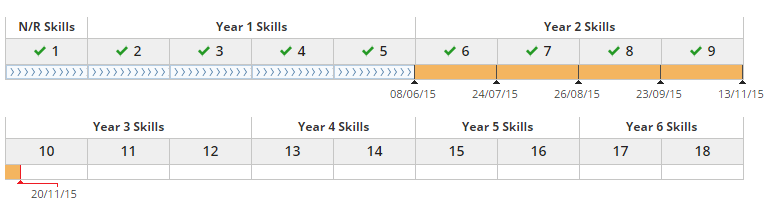 N/R Skills Year 1 Skills Year 2 Skills
1 2 3 4 5 6 7 8 9
08/06/15 24/07/15 26/08/15 23/09/15 13/11/15
Year 3 Skills Year 4 Skills Year 5 Skills Year 6 Skills
10 11 12 13 14 15 16 17 18
20/11/15